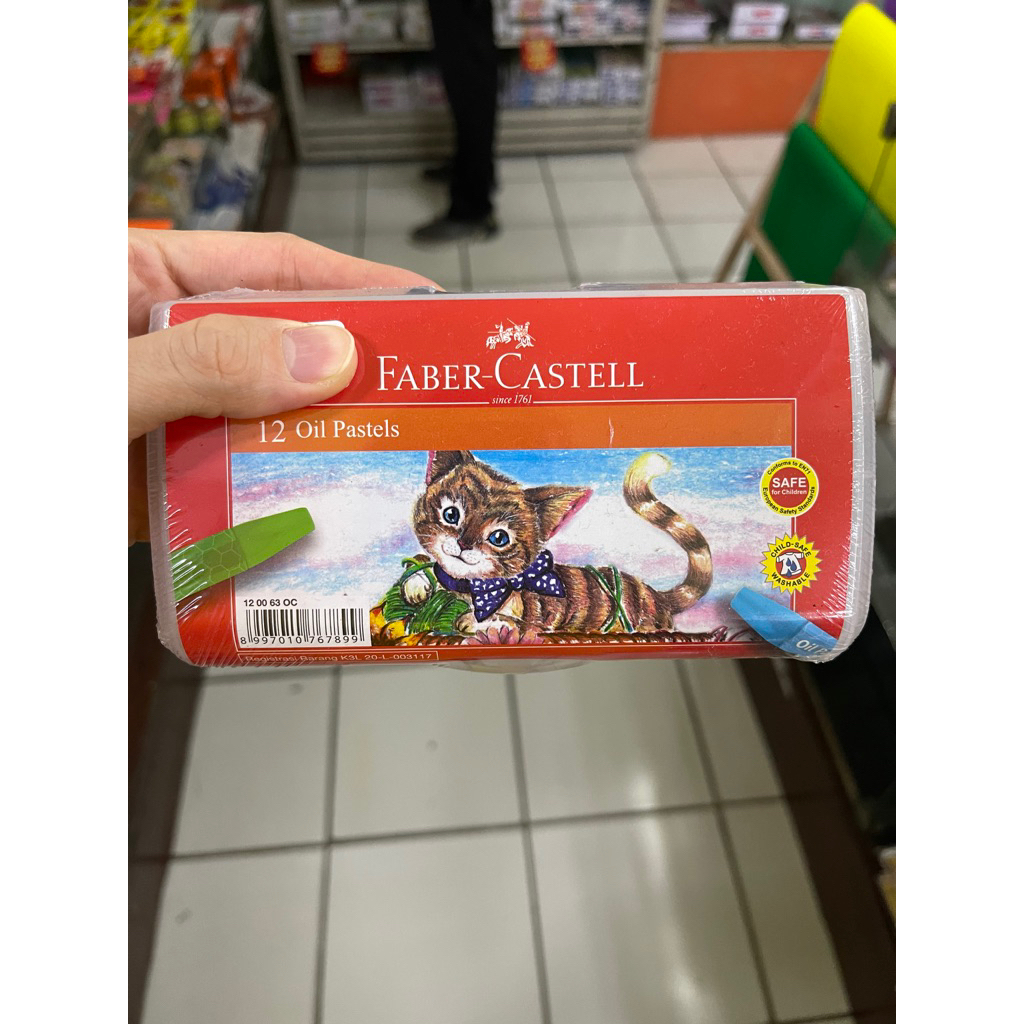 FABER-CASTELL
since 1761
12 Oil Pastels
Conforms to EN71
SAFE
for Children
European Safety Standards
CHILD-SAFE
WASHABLE
12 00 63 OC
8 997010 767899
Registrasi Barang K3L 20-L-003117